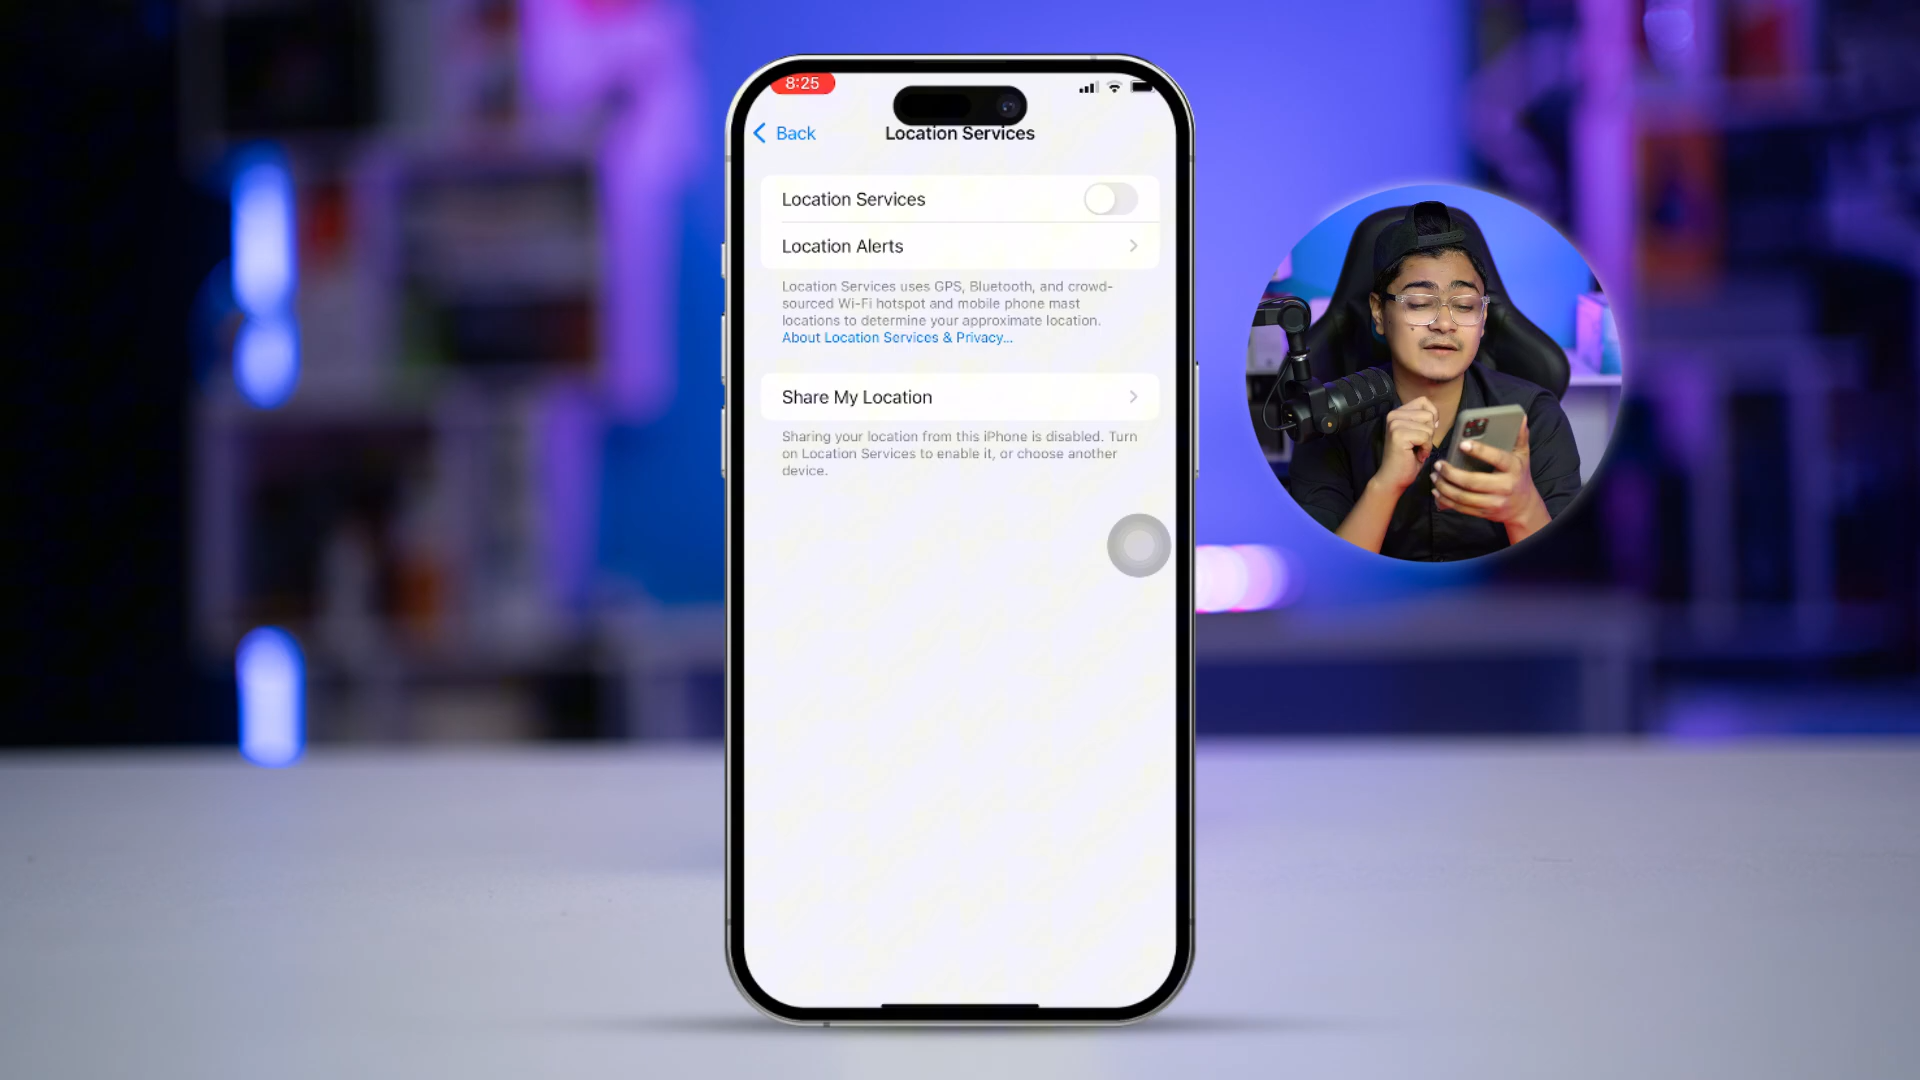 8:25
Back
Location Services
Location Services
Location Alerts
Location Services uses GPS, Bluetooth, and crowd-
sourced Wi-Fi hotspot and mobile phone mast
locations to determine your approximate location.
About Location Services & Privacy...
Share My Location
Sharing your location from this iPhone is disabled. Turn
on Location Services to enable it, or choose another
device.